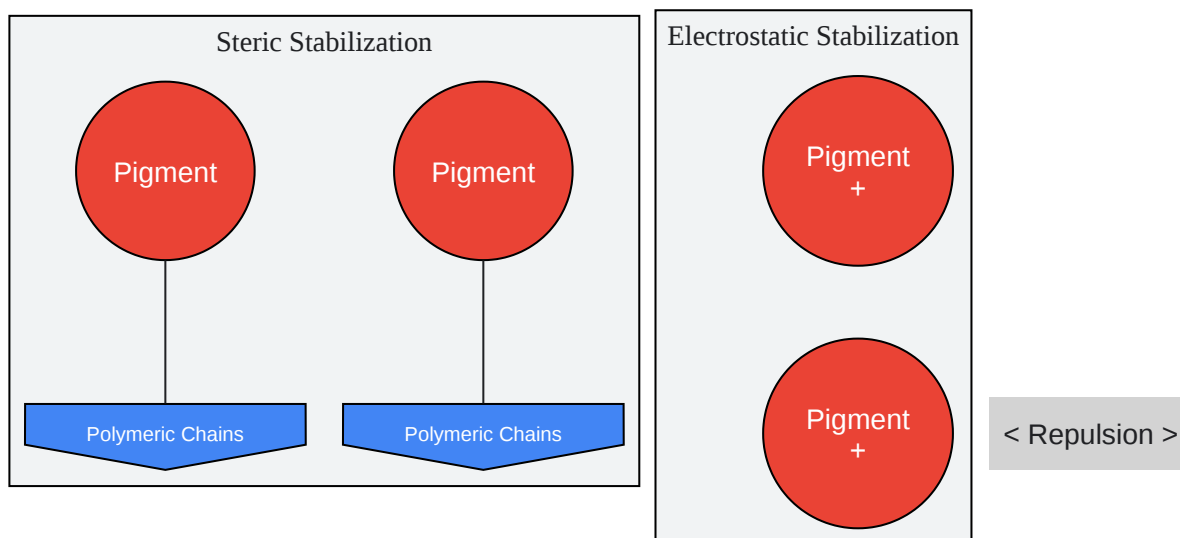 Steric Stabilization
Pigment
Pigment
Polymeric Chains
Polymeric Chains
Electrostatic Stabilization
Pigment
+
Pigment
+
< Repulsion >